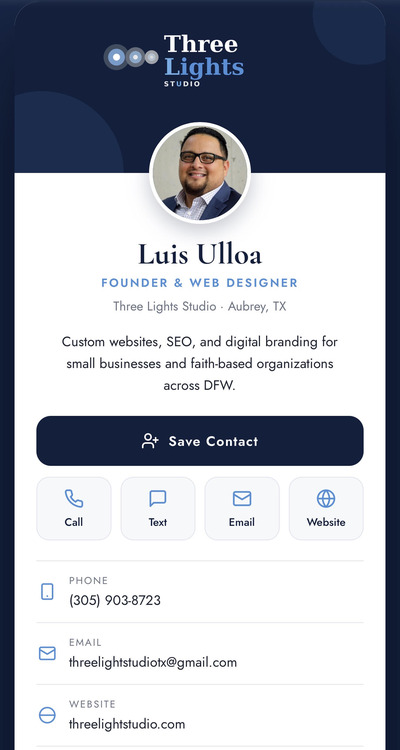 Three
Lights
STUDIO
Luis Ulloa
FOUNDER & WEB DESIGNER
Three Lights Studio · Aubrey, TX
Custom websites, SEO, and digital branding for
small businesses and faith-based organizations
across DFW.
Save Contact
Call
Text
Email
Website
PHONE
(305) 903-8723
EMAIL
threelightstudiotx@gmail.com
WEBSITE
threelightstudio.com